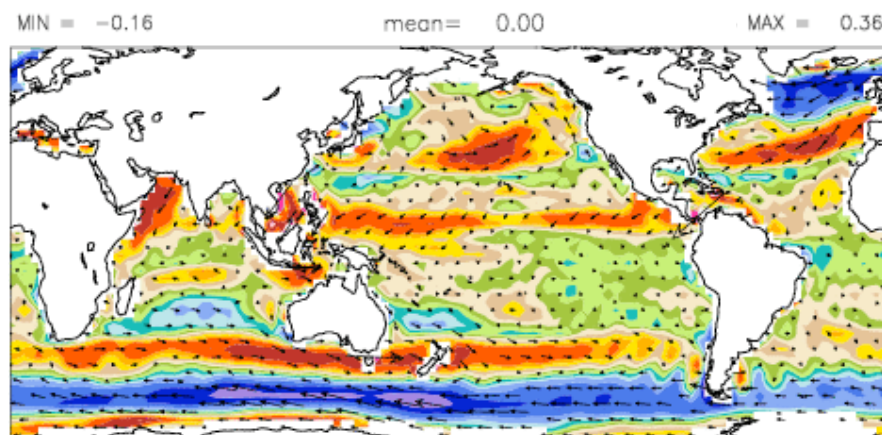 MIN = -0.16 mean= 0.00 MAX = 0.36